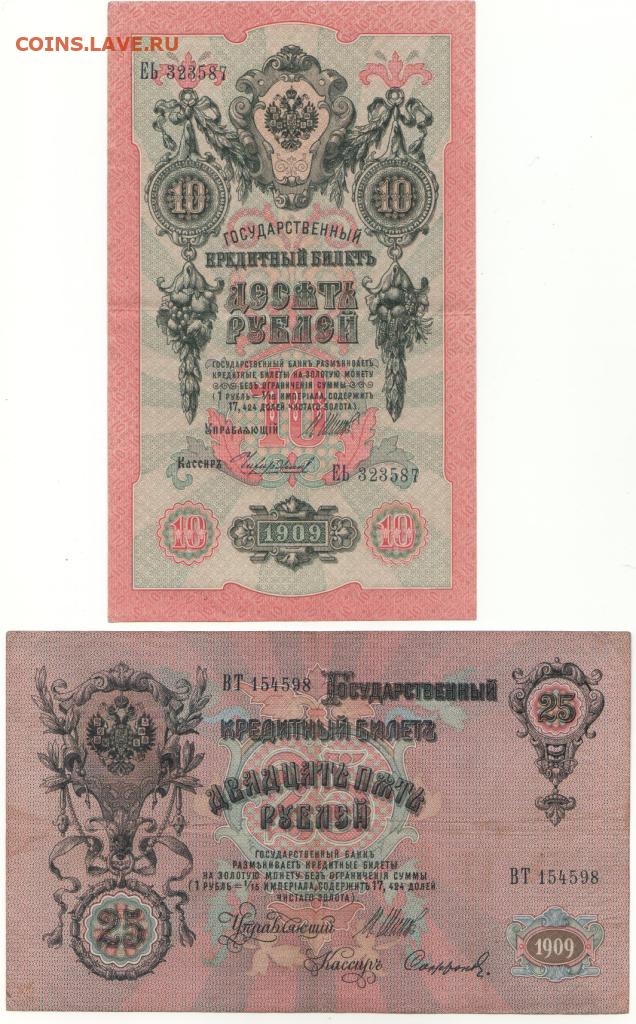 COINS.LAVE.RU
ЕЬ 323587
10 10
ГОСУДАРСТВЕННЫЙ
КРЕДИТНЫЙ БИЛЕТЪ
ДЕСЯТЬ
РУБЛЕЙ
ГОСУДАРСТВЕННЫЙ БАНКЪ РАЗМѢНИВАЕТЪ
КРЕДИТНЫЕ БИЛЕТЫ НА ЗОЛОТУЮ МОНЕТУ
БЕЗЪ ОГРАНИЧЕНІЯ СУММЫ
(1 РУБЛЬ = 1/15 ИМПЕРІАЛА, СОДЕРЖИТЪ
17,424 ДОЛЕЙ ЧИСТАГО ЗОЛОТА)
10
УПРАВЛЯЮЩІЙ
КАССИРЪ
ЕЬ 323587
10 1909 10
ВТ 154598 ГОСУДАРСТВЕННЫЙ
КРЕДИТНЫЙ БИЛЕТЪ
25
25
ДВАДЦАТЬ ПЯТЬ
РУБЛЕЙ
ГОСУДАРСТВЕННЫЙ БАНКЪ
РАЗМѢНИВАЕТЪ КРЕДИТНЫЕ БИЛЕТЫ
НА ЗОЛОТУЮ МОНЕТУ БЕЗЪ ОГРАНИЧЕНІЯ СУММЫ
(1 РУБЛЬ = 1/15 ИМПЕРІАЛА, СОДЕРЖИТЪ 17,424 ДОЛЕЙ
ЧИСТАГО ЗОЛОТА)
ВТ 154598
25
Управляющій
Кассиръ
1909